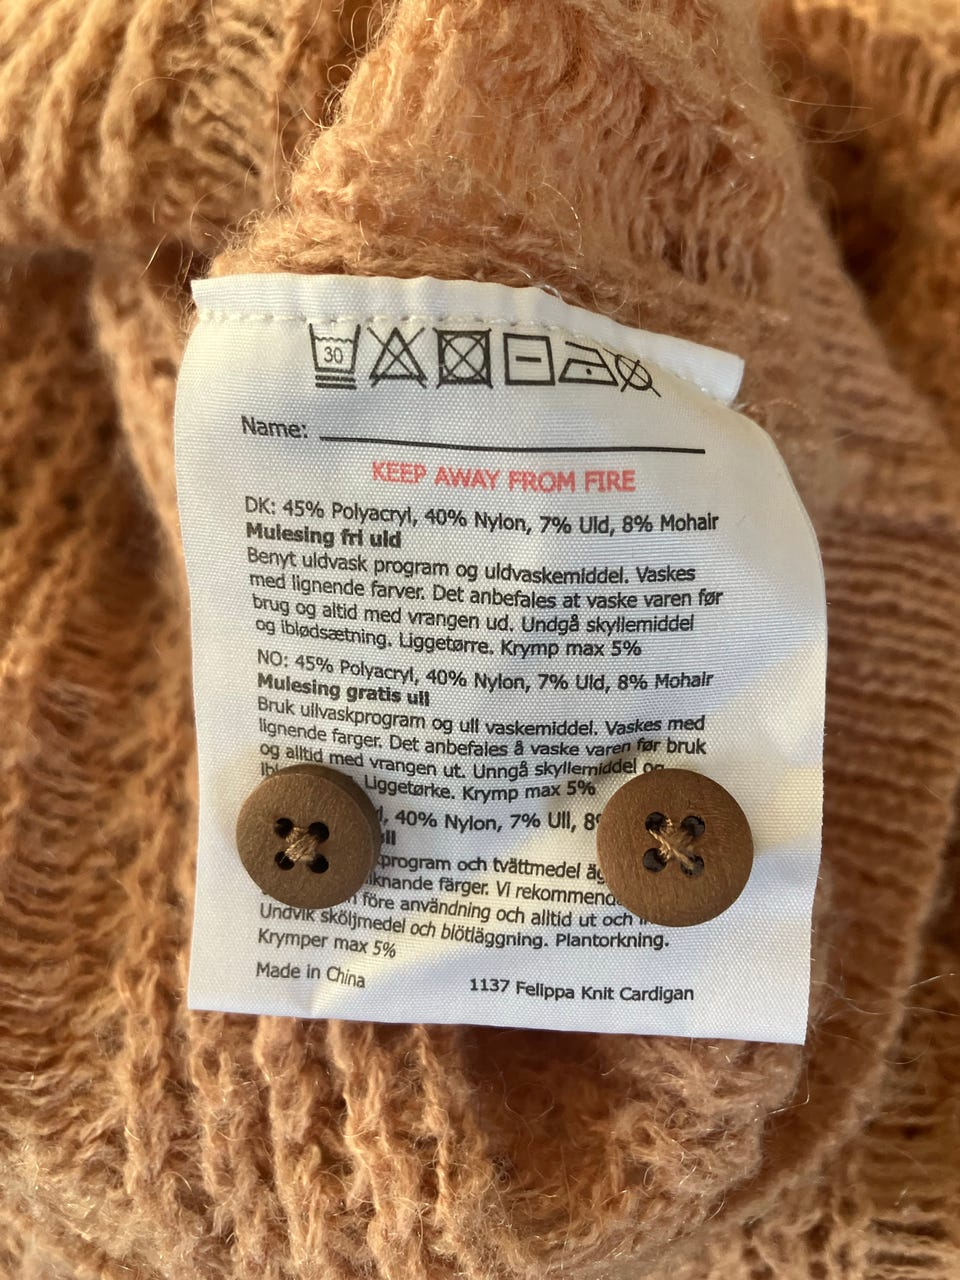 30
Name:
KEEP AWAY FROM FIRE
DK: 45% Polyacryl, 40% Nylon, 7% Uld, 8% Mohair
Mulesing fri uld
Benyt uldvask program og uldvaskemiddel. Vaskes
med lignende farver. Det anbefales at vaske varen før
brug og altid med vrangen ud. Undgå skyllemiddel
og iblødsætning. Liggetørre. Krymp max 5%
NO: 45% Polyacryl, 40% Nylon, 7% Uld, 8% Mohair
Mulesing gratis ull
Bruk ullvaskprogram og ull vaskemiddel. Vaskes med
lignende farger. Det anbefales å vaske varen før bruk
og alltid med vrangen ut. Unngå skyllemiddel og
Liggetørke. Krymp max 5%
40% Nylon, 7% Ull,
program och tvättmedel
liknande färger. Vi
före användning och alltid ut och
Undvik sköljmedel och blötläggning. Plantorkning.
Krymper max 5%
Made in China
1137 Felippa Knit Cardigan